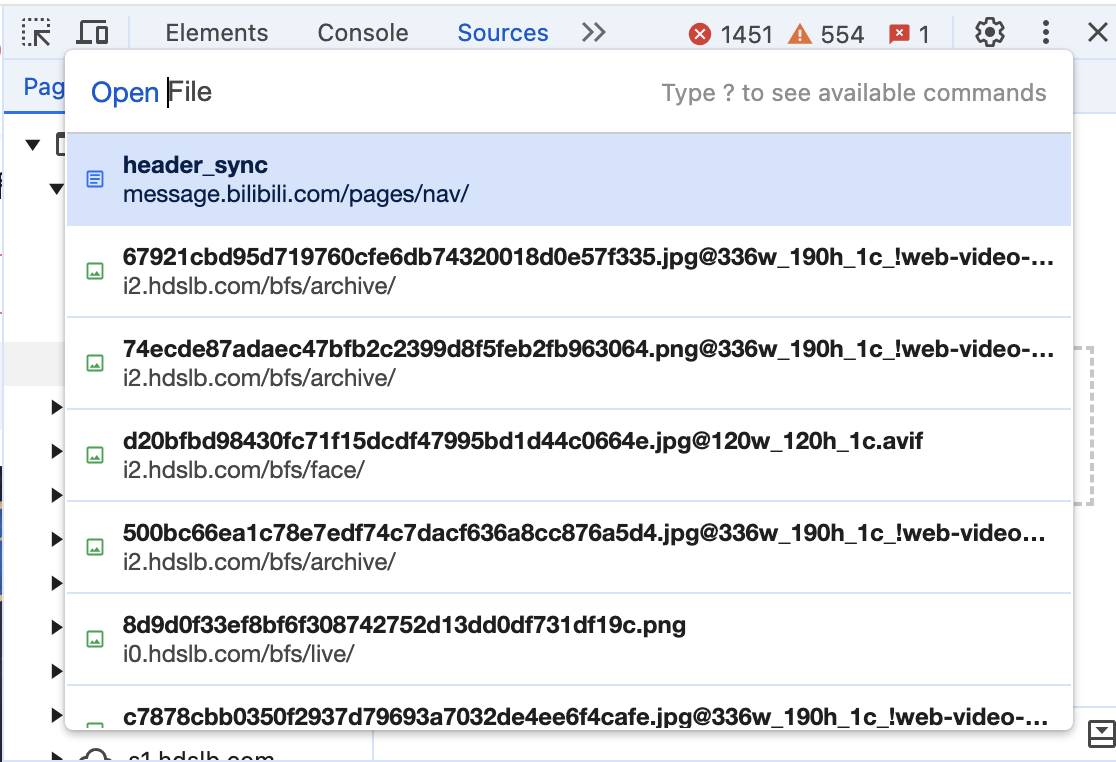 Elements Console Sources 1451 554 1
Pag
Open File Type ? to see available commands
header_sync
message.bilibili.com/pages/nav/
67921cbd95d719760cfe6db74320018d0e57f335.jpg@336w_190h_1c_!web-video-...
i2.hdslb.com/bfs/archive/
74ecde87adaec47bfb2c2399d8f5feb2fb963064.png@336w_190h_1c_!web-video-...
i2.hdslb.com/bfs/archive/
d20bfbd98430fc71f15dcdf47995bd1d44c0664e.jpg@120w_120h_1c.avif
i2.hdslb.com/bfs/face/
500bc66ea1c78e7edf74c7dacf636a8cc876a5d4.jpg@336w_190h_1c_!web-video...
i2.hdslb.com/bfs/archive/
8d9d0f33ef8bf6f308742752d13dd0df731df19c.png
i0.hdslb.com/bfs/live/
c7878cbb0350f2937d79693a7032de4ee6f4cafe.jpg@336w_190h_1c_!web-video-...
s1.hdslb.com